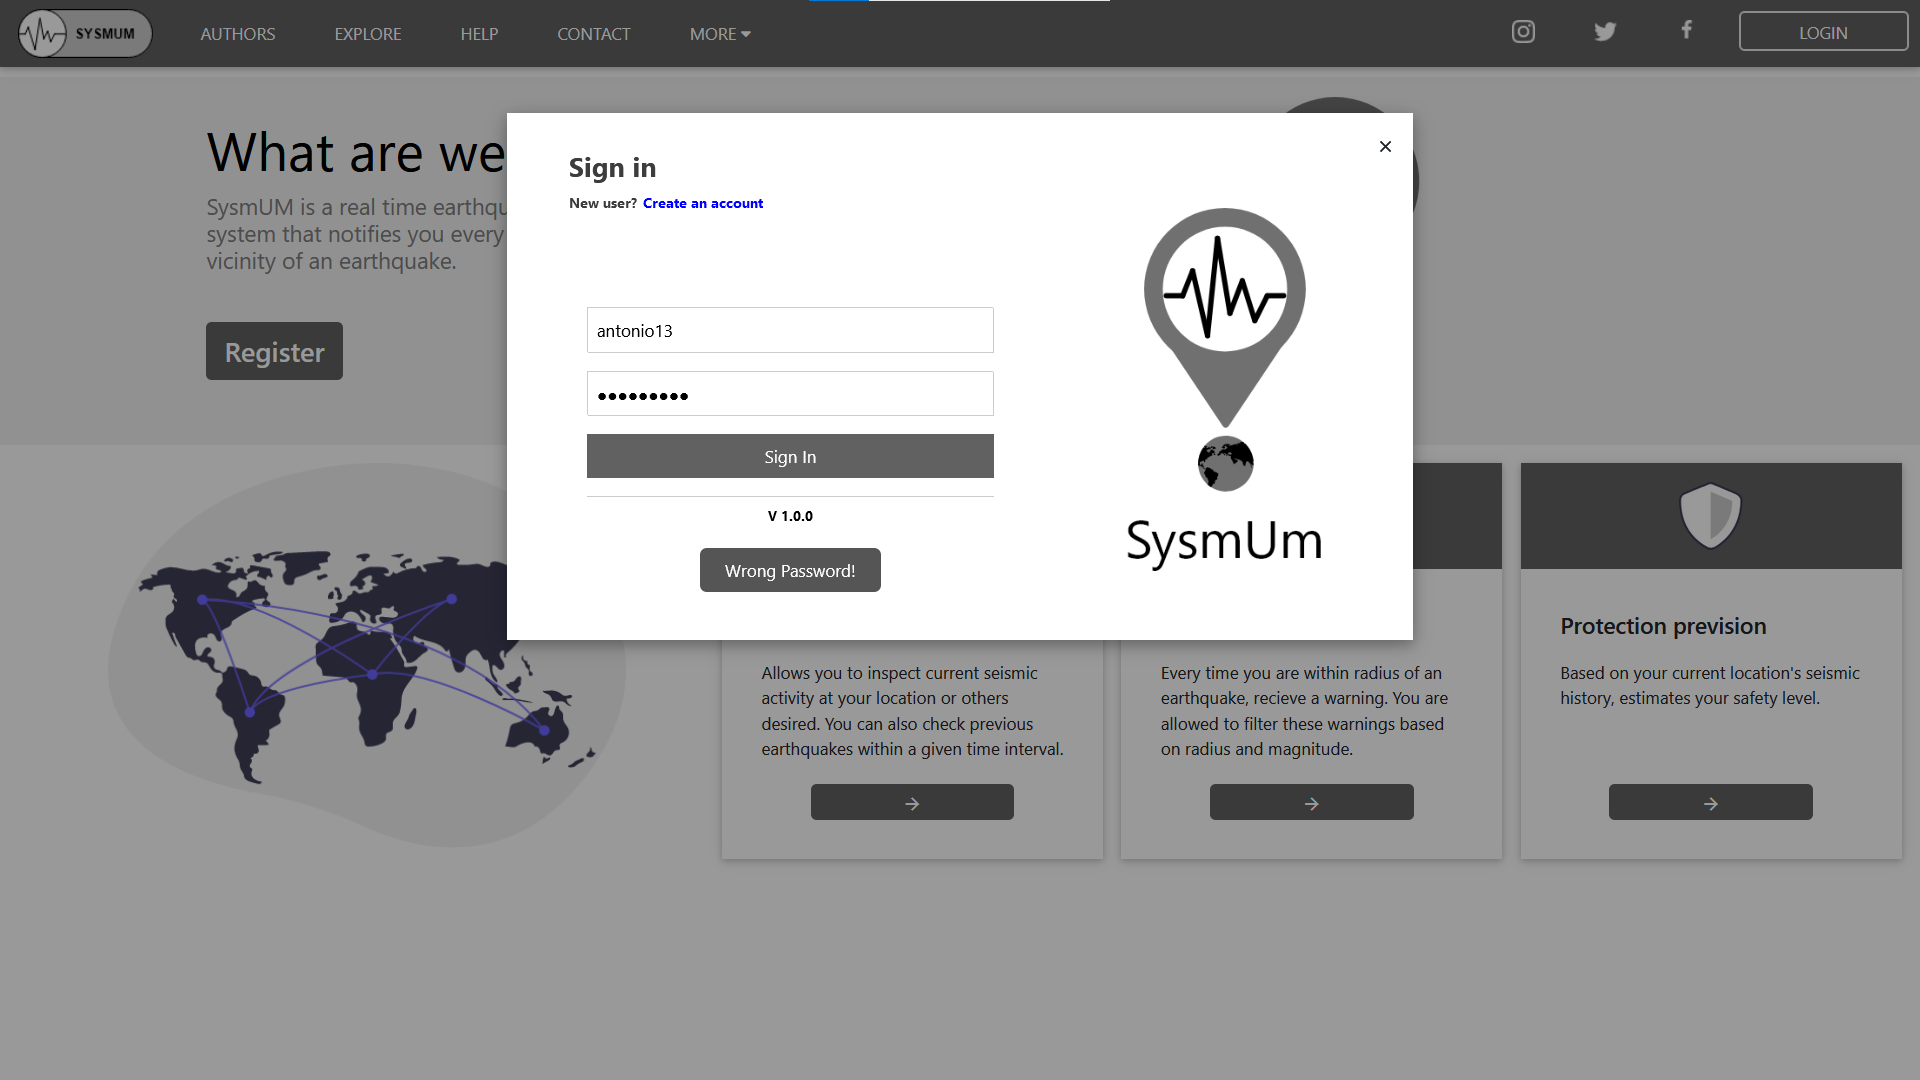 SYSMUM
AUTHORS
EXPLORE
HELP
CONTACT
MORE
LOGIN
What are we
SysmUM is a real time earthqu
system that notifies you every
vicinity of an earthquake.
Register
Sign in
New user? Create an account
antonio13
•••••••••
Sign In
V 1.0.0
Wrong Password!
SysmUm
Allows you to inspect current seismic
activity at your location or others
desired. You can also check previous
earthquakes within a given time interval.
Every time you are within radius of an
earthquake, recieve a warning. You are
allowed to filter these warnings based
on radius and magnitude.
Protection prevision
Based on your current location's seismic
history, estimates your safety level.